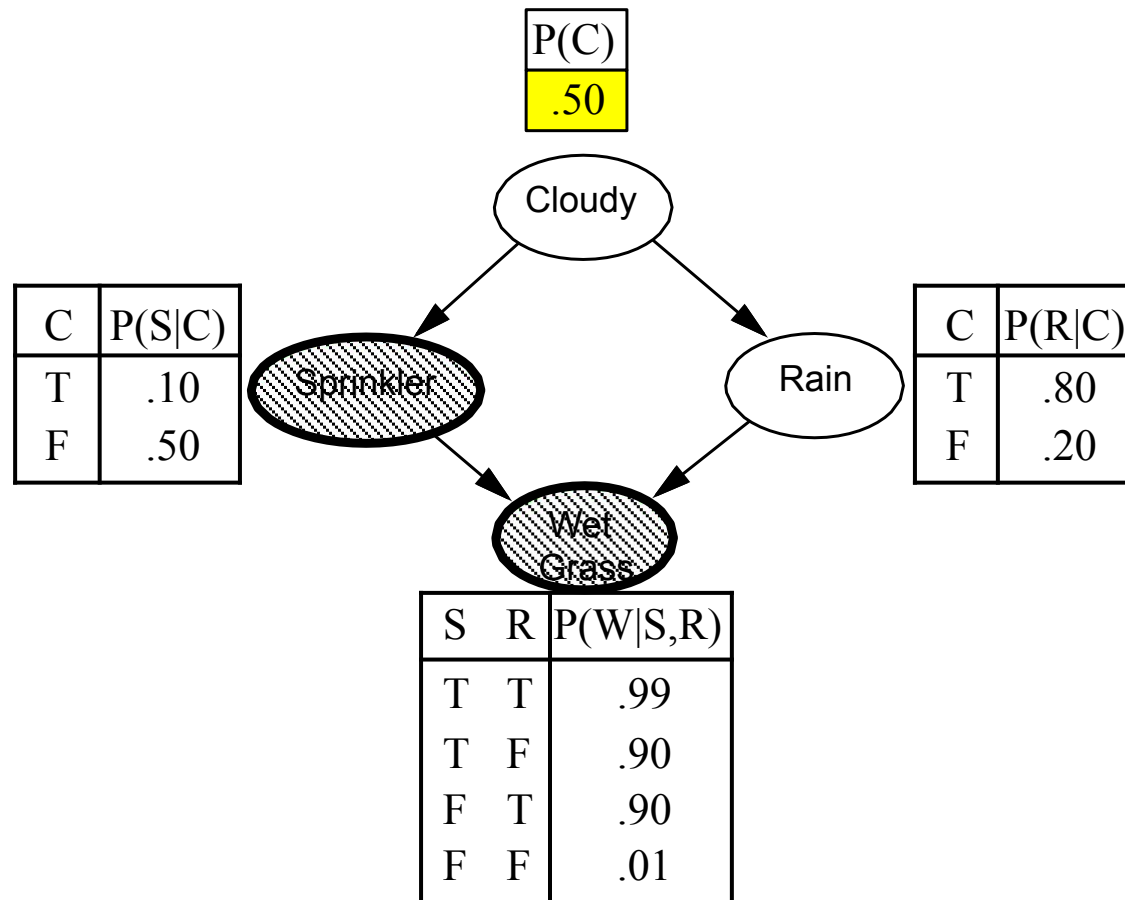 P(C)
.50
Cloudy
C P(S|C)
T .10
F .50
Sprinkler
Rain
C P(R|C)
T .80
F .20
Wet
Grass
S R P(W|S,R)
T T .99
T F .90
F T .90
F F .01